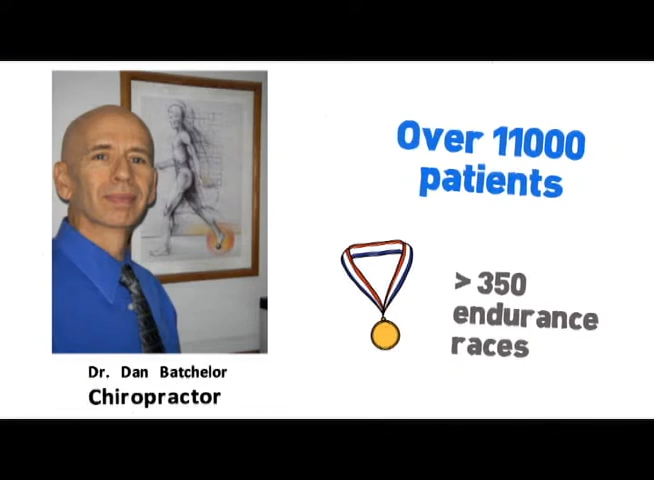 Over 11000
patients
> 350
endurance
races
Dr. Dan Batchelor
Chiropractor